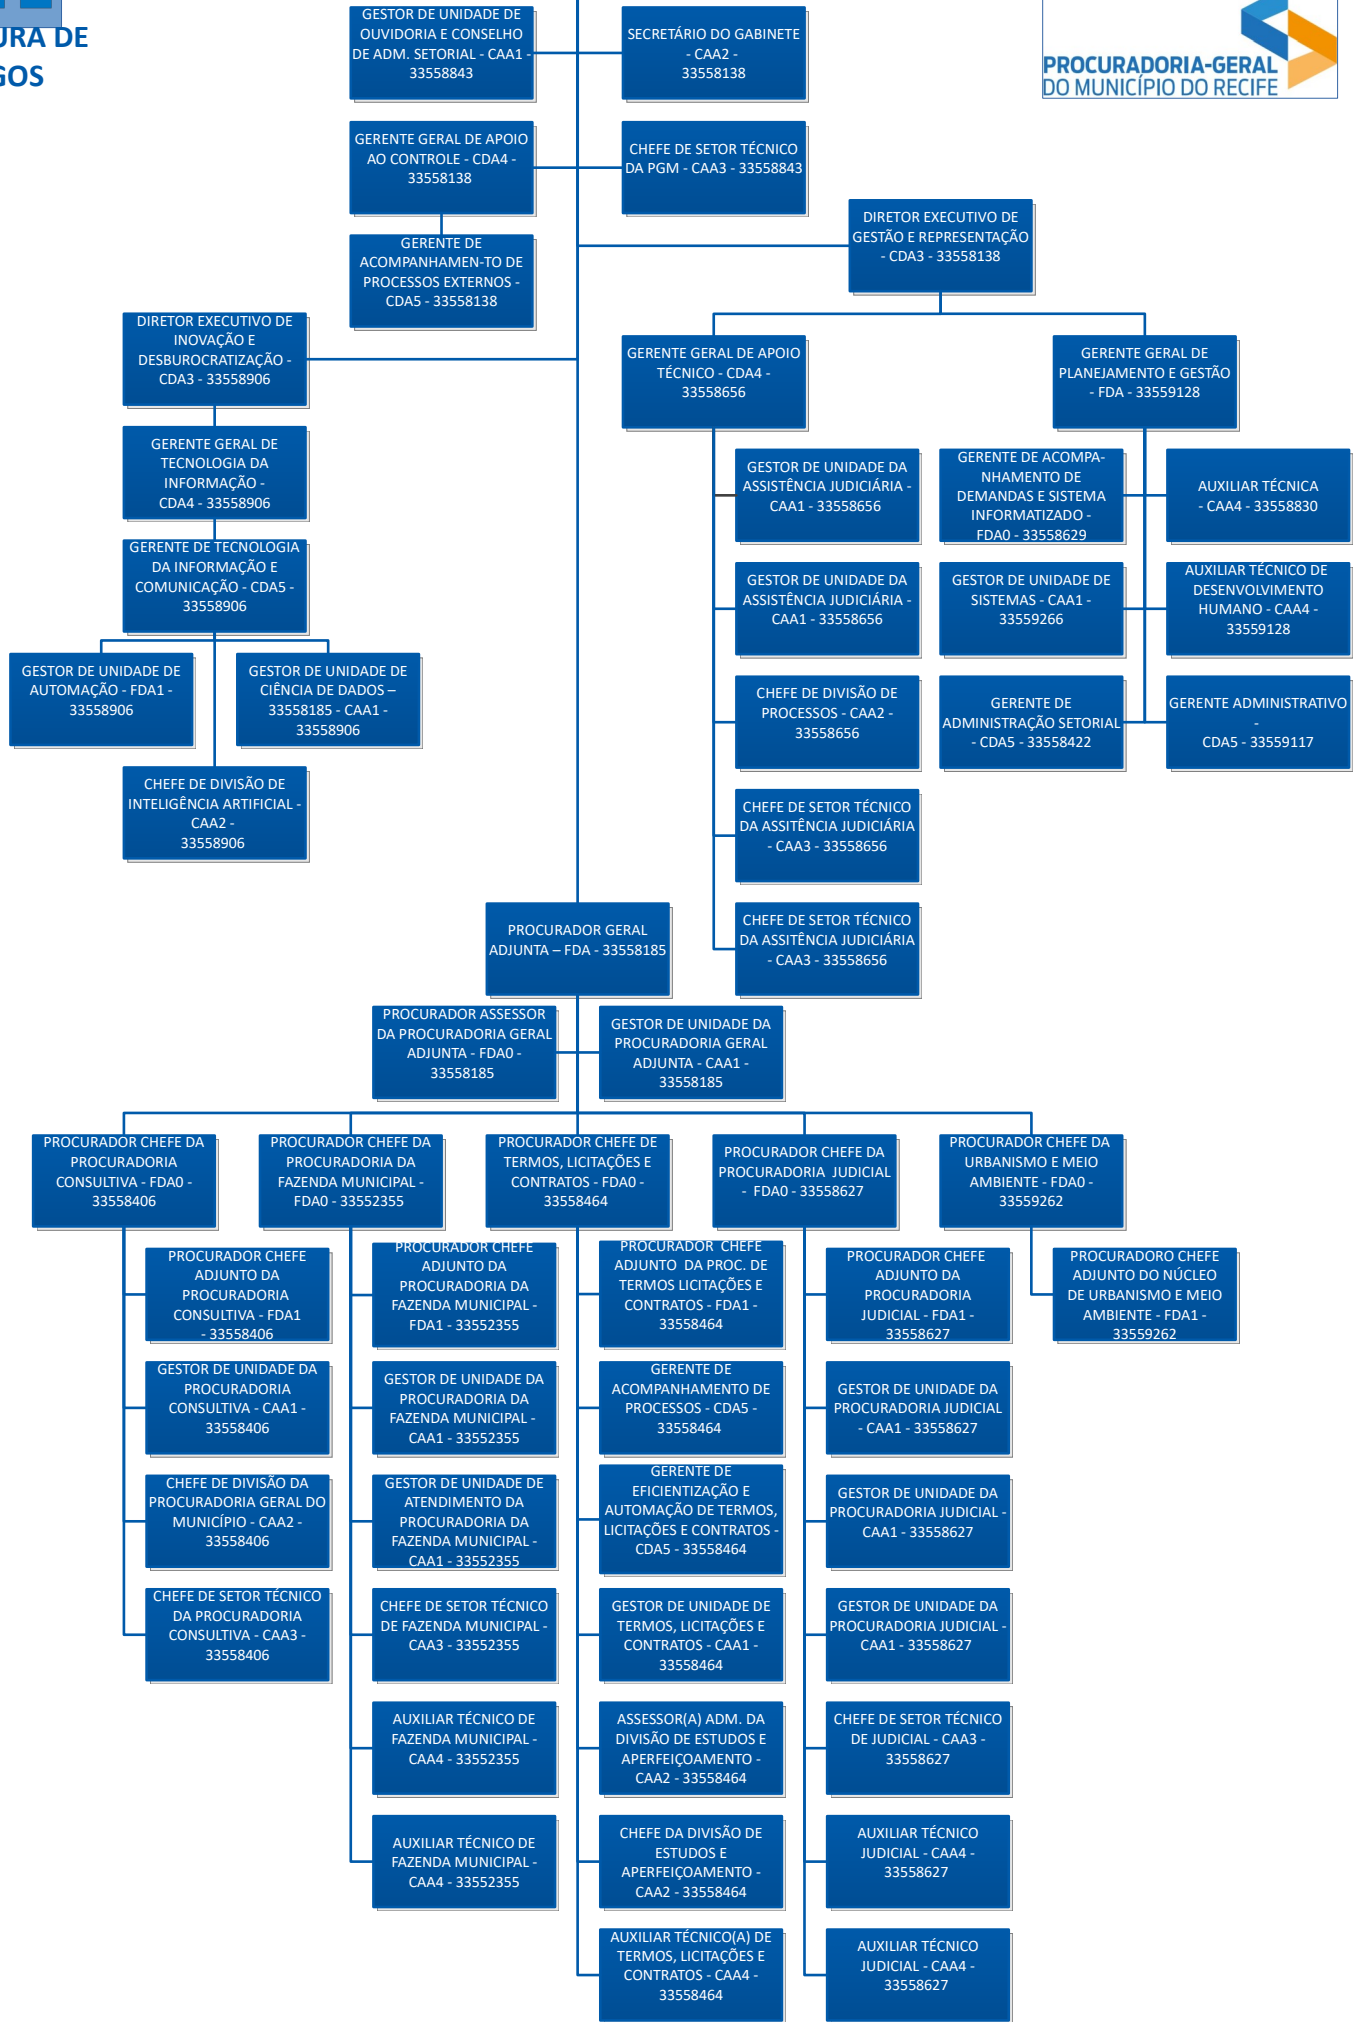 URA DE
GOS
GESTOR DE UNIDADE DE
OUVIDORIA E CONSELHO
DE ADM. SETORIAL - CAA1 -
33558843
SECRETÁRIO DO GABINETE
- CAA2 -
33558138
PROCURADORIA-GERAL
DO MUNICÍPIO DO RECIFE
GERENTE GERAL DE APOIO
AO CONTROLE - CDA4 -
33558138
CHEFE DE SETOR TÉCNICO
DA PGM - CAA3 - 33558843
DIRETOR EXECUTIVO DE
GESTÃO E REPRESENTAÇÃO
- CDA3 - 33558138
GERENTE DE
ACOMPANHAMEN-TO DE
PROCESSOS EXTERNOS -
CDA5 - 33558138
DIRETOR EXECUTIVO DE
INOVAÇÃO E
DESBUROCRATIZAÇÃO -
CDA3 - 33558906
GERENTE GERAL DE APOIO
TÉCNICO - CDA4 -
33558656
GERENTE GERAL DE
PLANEJAMENTO E GESTÃO
- FDA - 33559128
GERENTE GERAL DE
TECNOLOGIA DA
INFORMAÇÃO -
CDA4 - 33558906
GESTOR DE UNIDADE DA
ASSISTÊNCIA JUDICIÁRIA -
CAA1 - 33558656
GERENTE DE ACOMPA-
NHAMENTO DE
DEMANDAS E SISTEMA
INFORMATIZADO -
FDA0 - 33558629
AUXILIAR TÉCNICA
- CAA4 - 33558830
GERENTE DE TECNOLOGIA
DA INFORMAÇÃO E
COMUNICAÇÃO - CDA5 -
33558906
GESTOR DE UNIDADE DA
ASSISTÊNCIA JUDICIÁRIA -
CAA1 - 33558656
GESTOR DE UNIDADE DE
SISTEMAS - CAA1 -
33559266
AUXILIAR TÉCNICO DE
DESENVOLVIMENTO
HUMANO - CAA4 -
33559128
GESTOR DE UNIDADE DE
AUTOMAÇÃO - FDA1 -
33558906
GESTOR DE UNIDADE DE
CIÊNCIA DE DADOS –
33558185 - CAA1 -
33558906
CHEFE DE DIVISÃO DE
PROCESSOS - CAA2 -
33558656
GERENTE DE
ADMINISTRAÇÃO SETORIAL
- CDA5 - 33558422
GERENTE ADMINISTRATIVO
-
CDA5 - 33559117
CHEFE DE DIVISÃO DE
INTELIGÊNCIA ARTIFICIAL -
CAA2 -
33558906
CHEFE DE SETOR TÉCNICO
DA ASSITÊNCIA JUDICIÁRIA
- CAA3 - 33558656
PROCURADOR GERAL
ADJUNTA – FDA - 33558185
CHEFE DE SETOR TÉCNICO
DA ASSITÊNCIA JUDICIÁRIA
- CAA3 - 33558656
PROCURADOR ASSESSOR
DA PROCURADORIA GERAL
ADJUNTA - FDA0 -
33558185
GESTOR DE UNIDADE DA
PROCURADORIA GERAL
ADJUNTA - CAA1 -
33558185
PROCURADOR CHEFE DA
PROCURADORIA
CONSULTIVA - FDA0 -
33558406
PROCURADOR CHEFE DA
PROCURADORIA DA
FAZENDA MUNICIPAL -
FDA0 - 33552355
PROCURADOR CHEFE DE
TERMOS, LICITAÇÕES E
CONTRATOS - FDA0 -
33558464
PROCURADOR CHEFE DA
PROCURADORIA  JUDICIAL
-  FDA0 - 33558627
PROCURADOR CHEFE DA
URBANISMO E MEIO
AMBIENTE - FDA0 -
33559262
PROCURADOR CHEFE
ADJUNTO DA
PROCURADORIA
CONSULTIVA - FDA1
- 33558406
PROCURADOR CHEFE
ADJUNTO DA
PROCURADORIA DA
FAZENDA MUNICIPAL -
FDA1 - 33552355
PROCURADOR  CHEFE
ADJUNTO  DA PROC. DE
TERMOS LICITAÇÕES E
CONTRATOS - FDA1 -
33558464
PROCURADOR CHEFE
ADJUNTO DA
PROCURADORIA
JUDICIAL - FDA1 -
33558627
PROCURADORO CHEFE
ADJUNTO DO NÚCLEO
DE URBANISMO E MEIO
AMBIENTE - FDA1 -
33559262
GESTOR DE UNIDADE DA
PROCURADORIA
CONSULTIVA - CAA1 -
33558406
GESTOR DE UNIDADE DA
PROCURADORIA DA
FAZENDA MUNICIPAL -
CAA1 - 33552355
GERENTE DE
ACOMPANHAMENTO DE
PROCESSOS - CDA5 -
33558464
GESTOR DE UNIDADE DA
PROCURADORIA JUDICIAL
- CAA1 - 33558627
CHEFE DE DIVISÃO DA
PROCURADORIA GERAL DO
MUNICÍPIO - CAA2 -
33558406
GESTOR DE UNIDADE DE
ATENDIMENTO DA
PROCURADORIA DA
FAZENDA MUNICIPAL -
CAA1 - 33552355
GERENTE DE
EFICIENTIZAÇÃO E
AUTOMAÇÃO DE TERMOS,
LICITAÇÕES E CONTRATOS -
CDA5 - 33558464
GESTOR DE UNIDADE DA
PROCURADORIA JUDICIAL -
CAA1 - 33558627
CHEFE DE SETOR TÉCNICO
DA PROCURADORIA
CONSULTIVA - CAA3 -
33558406
CHEFE DE SETOR TÉCNICO
DE FAZENDA MUNICIPAL -
CAA3 - 33552355
GESTOR DE UNIDADE DE
TERMOS, LICITAÇÕES E
CONTRATOS - CAA1 -
33558464
GESTOR DE UNIDADE DA
PROCURADORIA JUDICIAL -
CAA1 - 33558627
AUXILIAR TÉCNICO DE
FAZENDA MUNICIPAL -
CAA4 - 33552355
ASSESSOR(A) ADM. DA
DIVISÃO DE ESTUDOS E
APERFEIÇOAMENTO -
CAA2 - 33558464
CHEFE DE SETOR TÉCNICO
DE JUDICIAL - CAA3 -
33558627
AUXILIAR TÉCNICO DE
FAZENDA MUNICIPAL -
CAA4 - 33552355
CHEFE DA DIVISÃO DE
ESTUDOS E
APERFEIÇOAMENTO -
CAA2 - 33558464
AUXILIAR TÉCNICO
JUDICIAL - CAA4 -
33558627
AUXILIAR TÉCNICO(A) DE
TERMOS, LICITAÇÕES E
CONTRATOS - CAA4 -
33558464
AUXILIAR TÉCNICO
JUDICIAL - CAA4 -
33558627